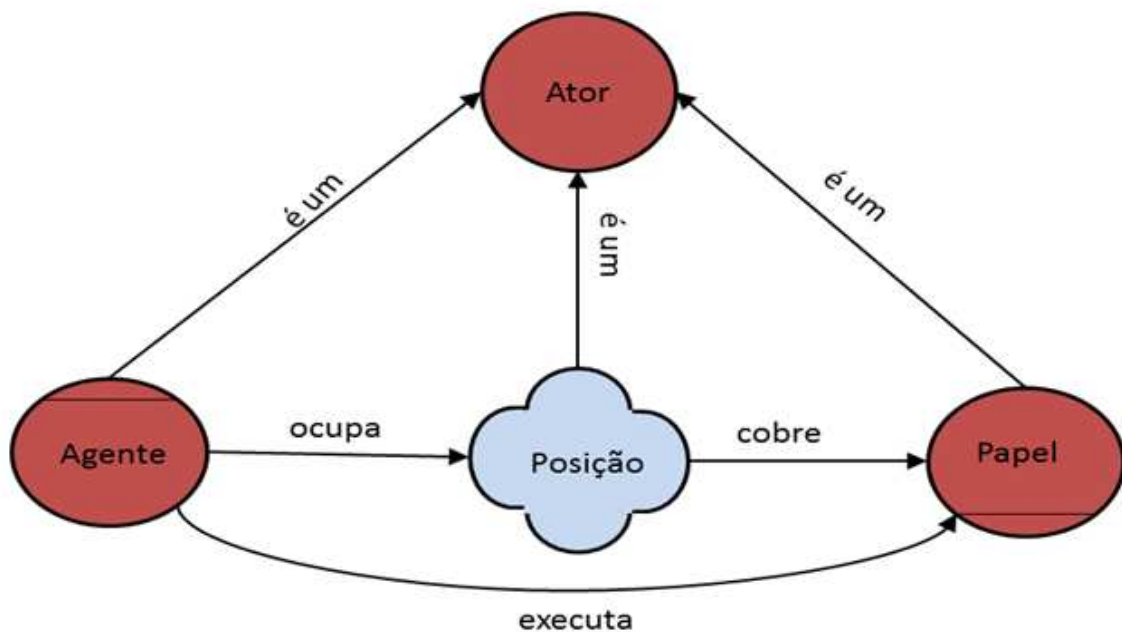 Ator
é um
é um
é um
Agente
ocupa
Posição
cobre
Papel
executa